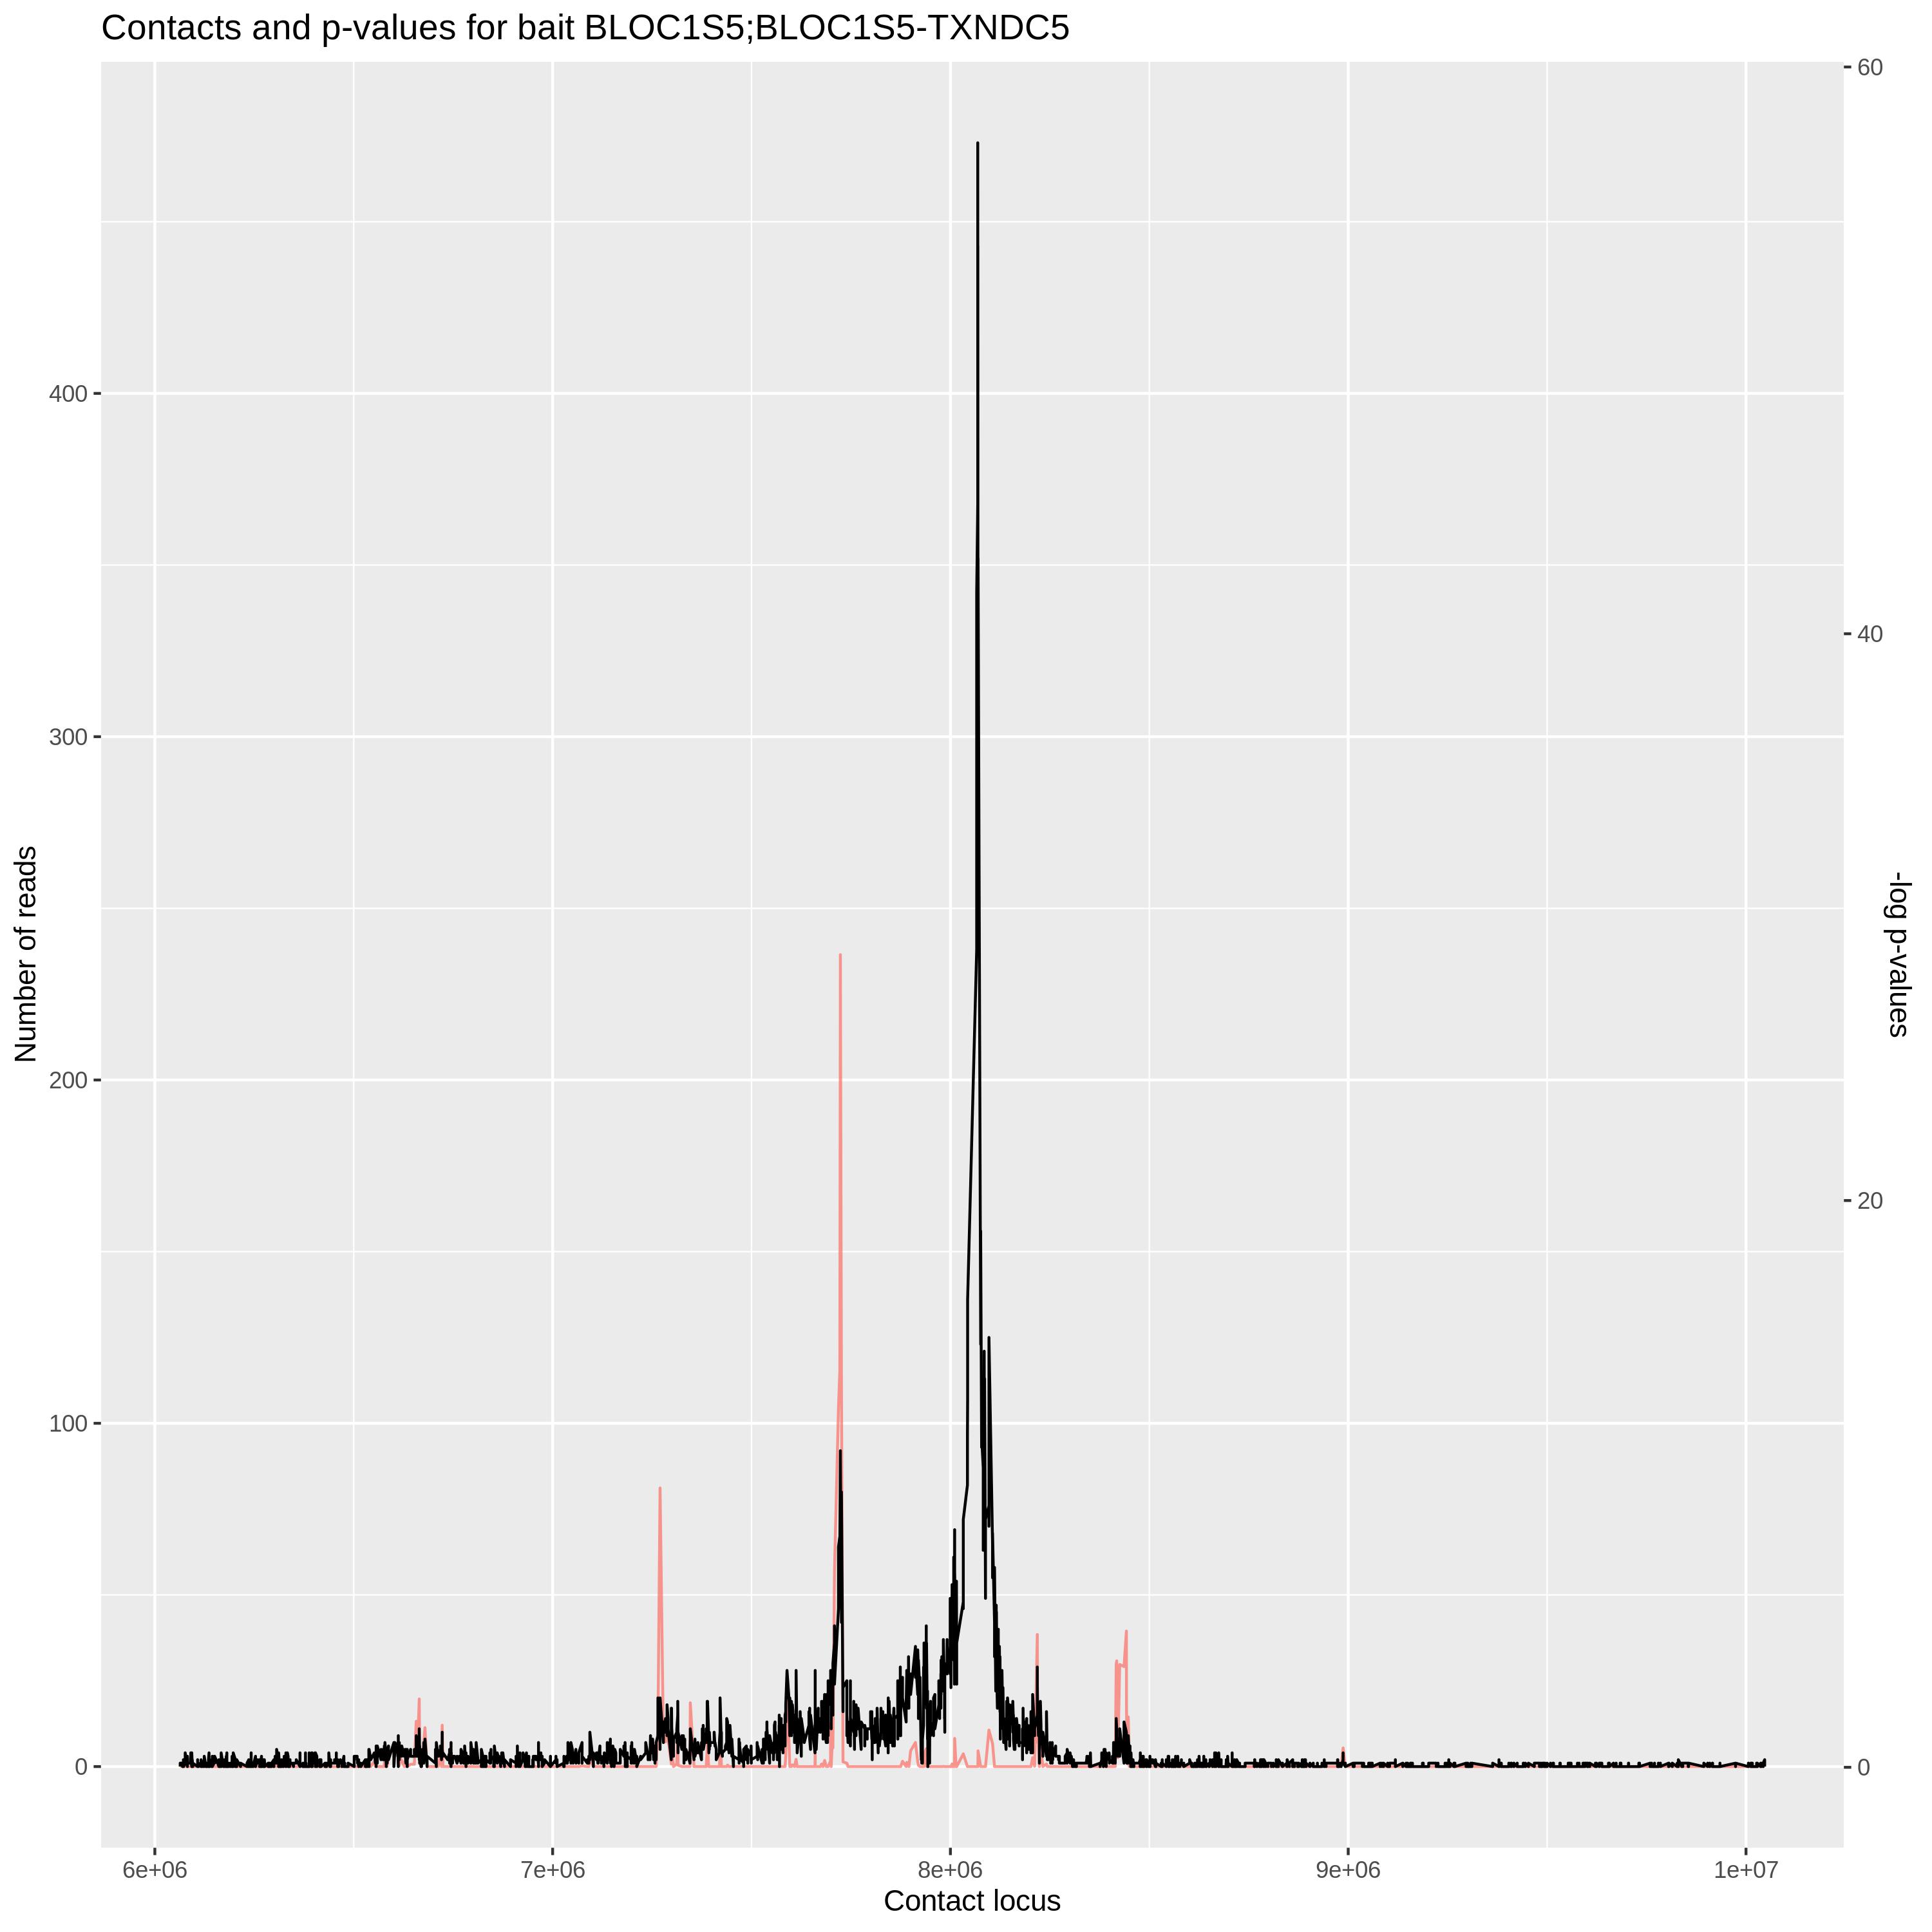 Contacts and p-values for bait BLOC1S5;BLOC1S5-TXNDC5
60
400
40
300
Number of reads
-log p-values
200
20
100
0
0
6e+06
7e+06
8e+06
9e+06
1e+07
Contact locus